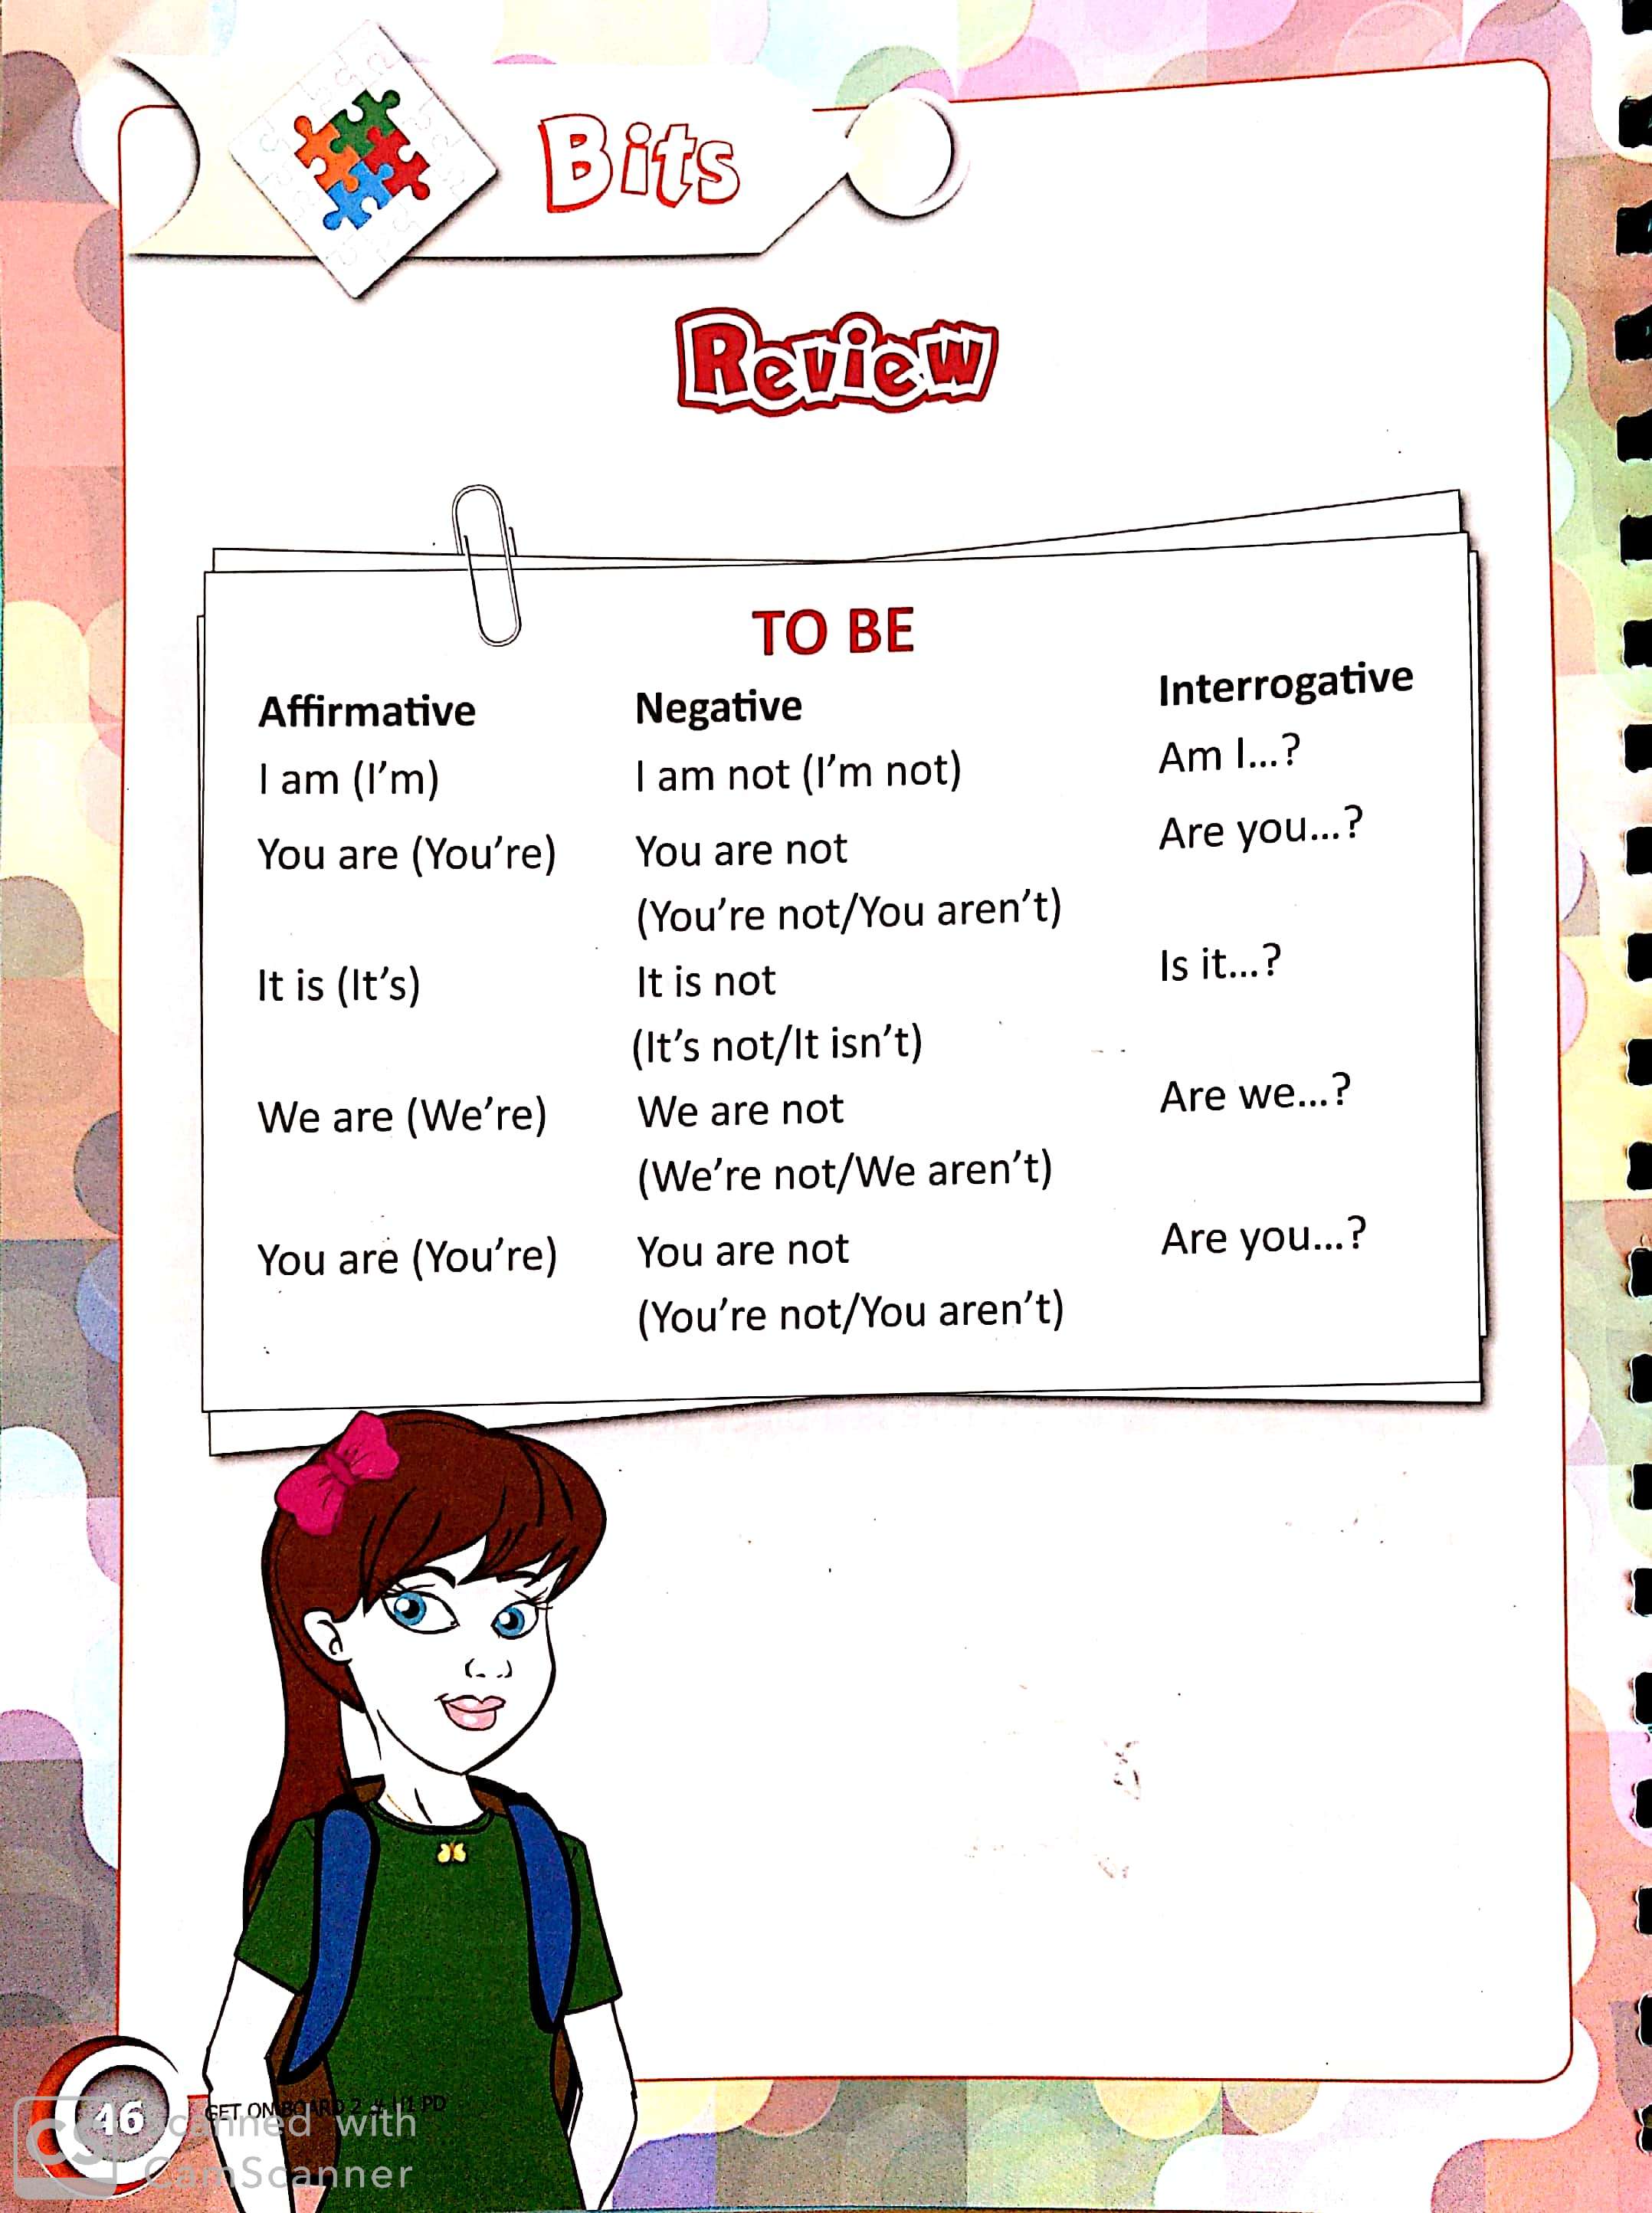 Bits
Review
TO BE
Affirmative Negative Interrogative
I am (I’m) I am not (I’m not) Am I...?
You are (You’re) You are not Are you...?
(You’re not/You aren’t)
It is (It’s) It is not Is it...?
(It’s not/It isn’t)
We are (We’re) We are not Are we...?
(We’re not/We aren’t)
You are (You’re) You are not Are you...?
(You’re not/You aren’t)
46
GET ON BOARD 2 # H1 PD
CS
canned with
CamScanner